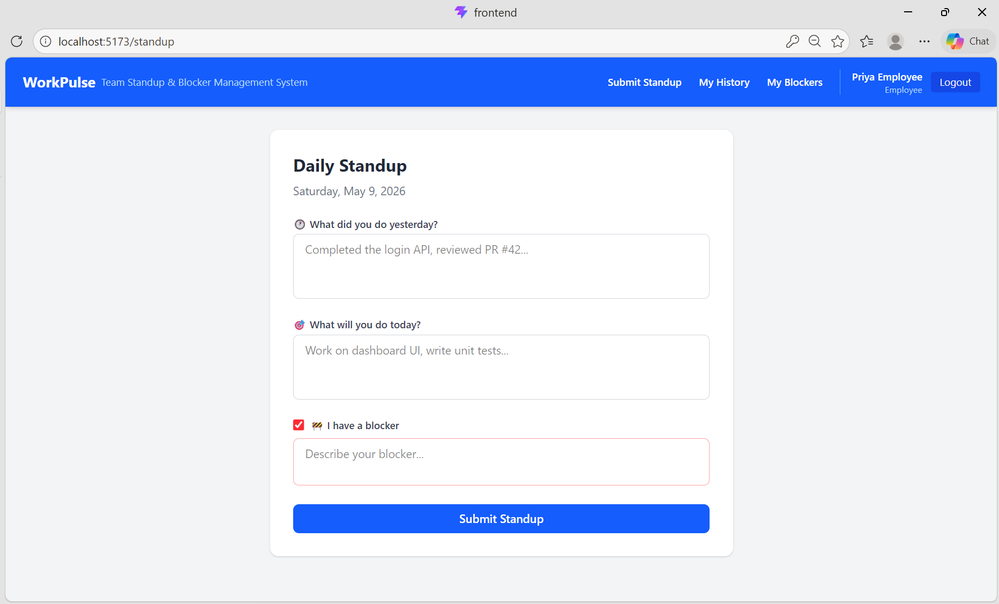 frontend
localhost:5173/standup
Chat
WorkPulse Team Standup & Blocker Management System
Submit Standup My History My Blockers
Priya Employee
Employee
Logout
Daily Standup
Saturday, May 9, 2026
What did you do yesterday?
Completed the login API, reviewed PR #42...
What will you do today?
Work on dashboard UI, write unit tests...
I have a blocker
Describe your blocker...
Submit Standup